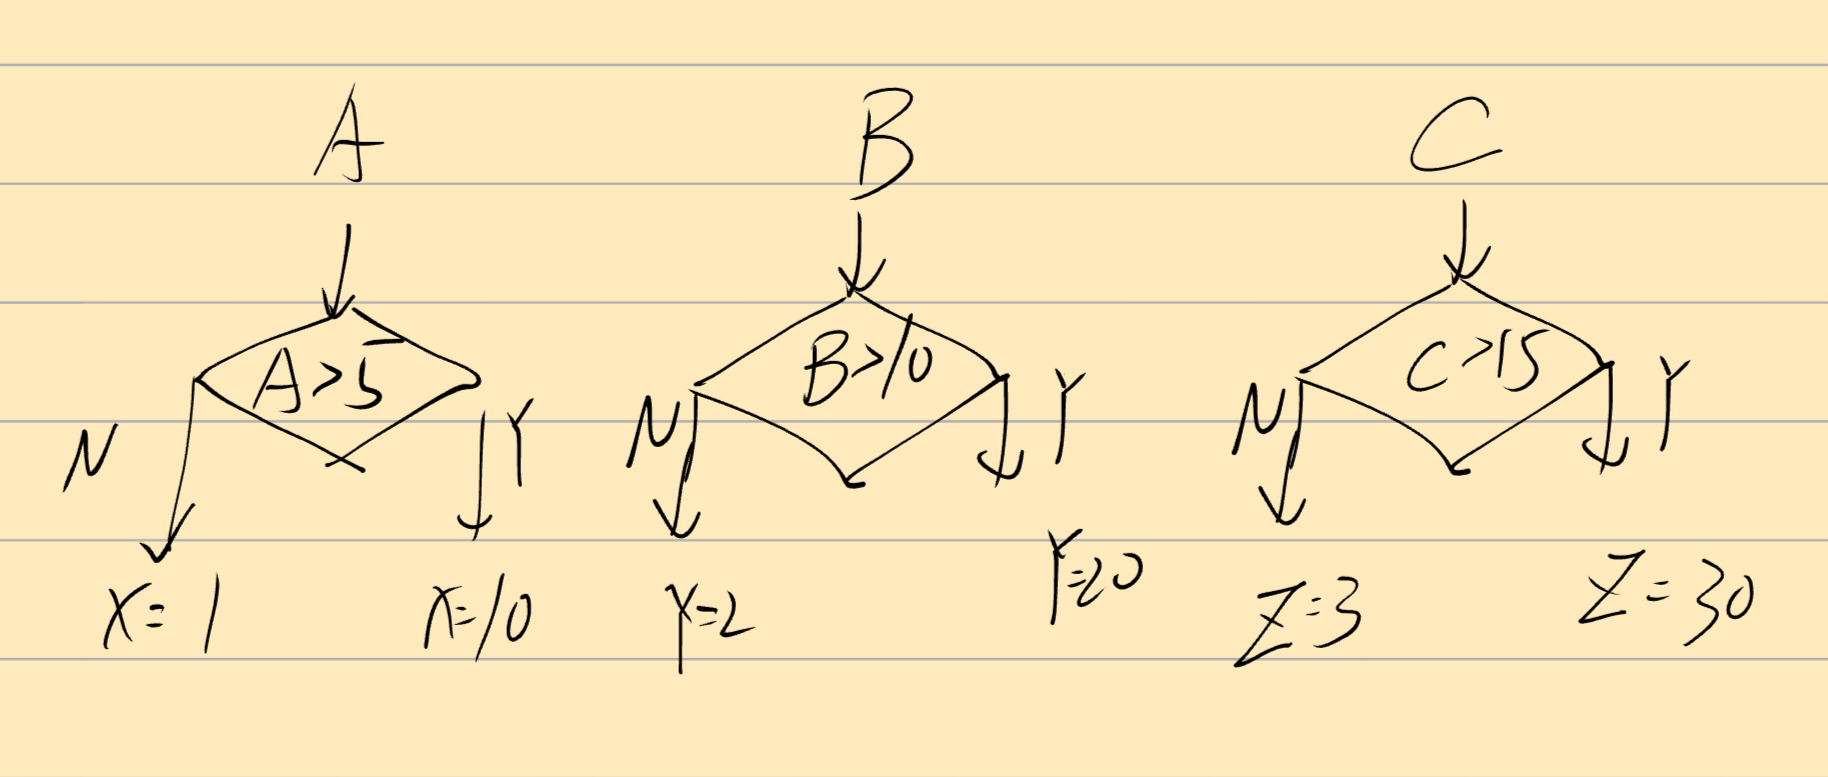 A B C
A>5 B>10 C>15
N Y N Y N Y
X=1 X=10 Y=2 Y=20 Z=3 Z=30